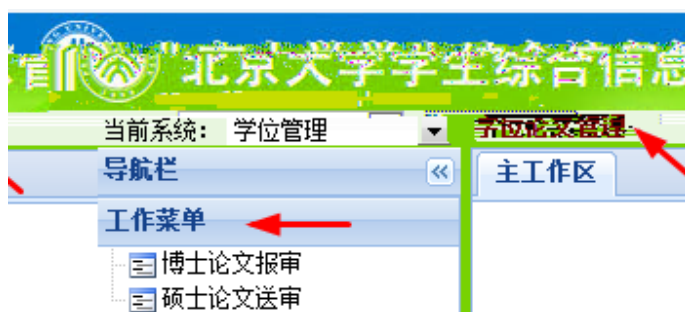 北京大学学生综合信息
当前系统： 学位管理 学位论文管理
导航栏 主工作区
工作菜单
博士论文报审
硕士论文送审